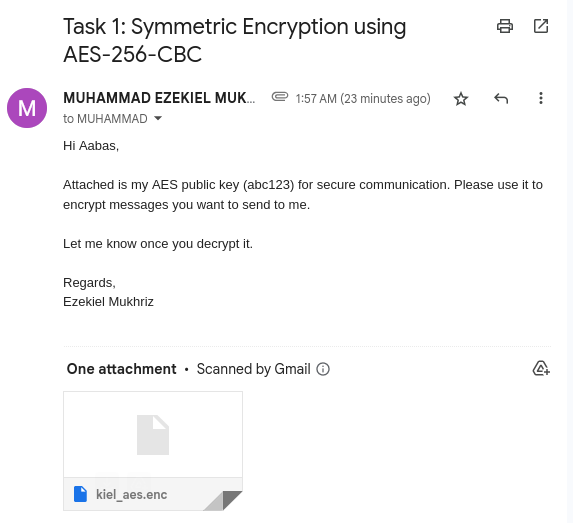 Task 1: Symmetric Encryption using
AES-256-CBC
M
MUHAMMAD EZEKIEL MUK...
1:57 AM (23 minutes ago)
to MUHAMMAD
Hi Aabas,
Attached is my AES public key (abc123) for secure communication. Please use it to
encrypt messages you want to send to me.
Let me know once you decrypt it.
Regards,
Ezekiel Mukhriz
One attachment • Scanned by Gmail
kiel_aes.enc